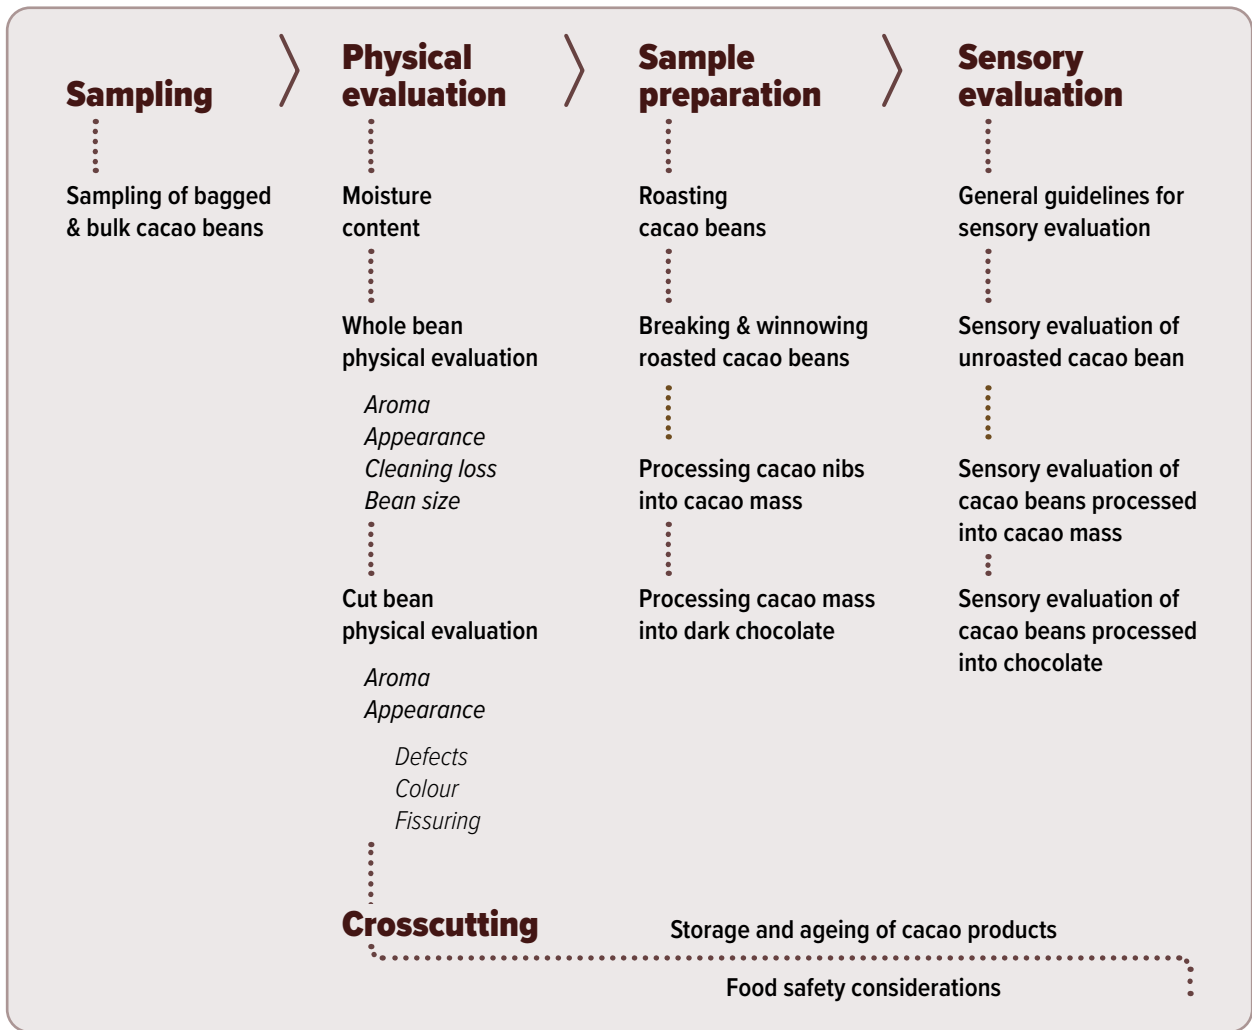 Sampling
Sampling of bagged
& bulk cacao beans
Physical
evaluation
Moisture
content
Whole bean
physical evaluation
Aroma
Appearance
Cleaning loss
Bean size
Cut bean
physical evaluation
Aroma
Appearance
Defects
Colour
Fissuring
Sample
preparation
Roasting
cacao beans
Breaking & winnowing
roasted cacao beans
Processing cacao nibs
into cacao mass
Processing cacao mass
into dark chocolate
Sensory
evaluation
General guidelines for
sensory evaluation
Sensory evaluation of
unroasted cacao bean
Sensory evaluation of
cacao beans processed
into cacao mass
Sensory evaluation of
cacao beans processed
into chocolate
Crosscutting
Storage and ageing of cacao products
Food safety considerations